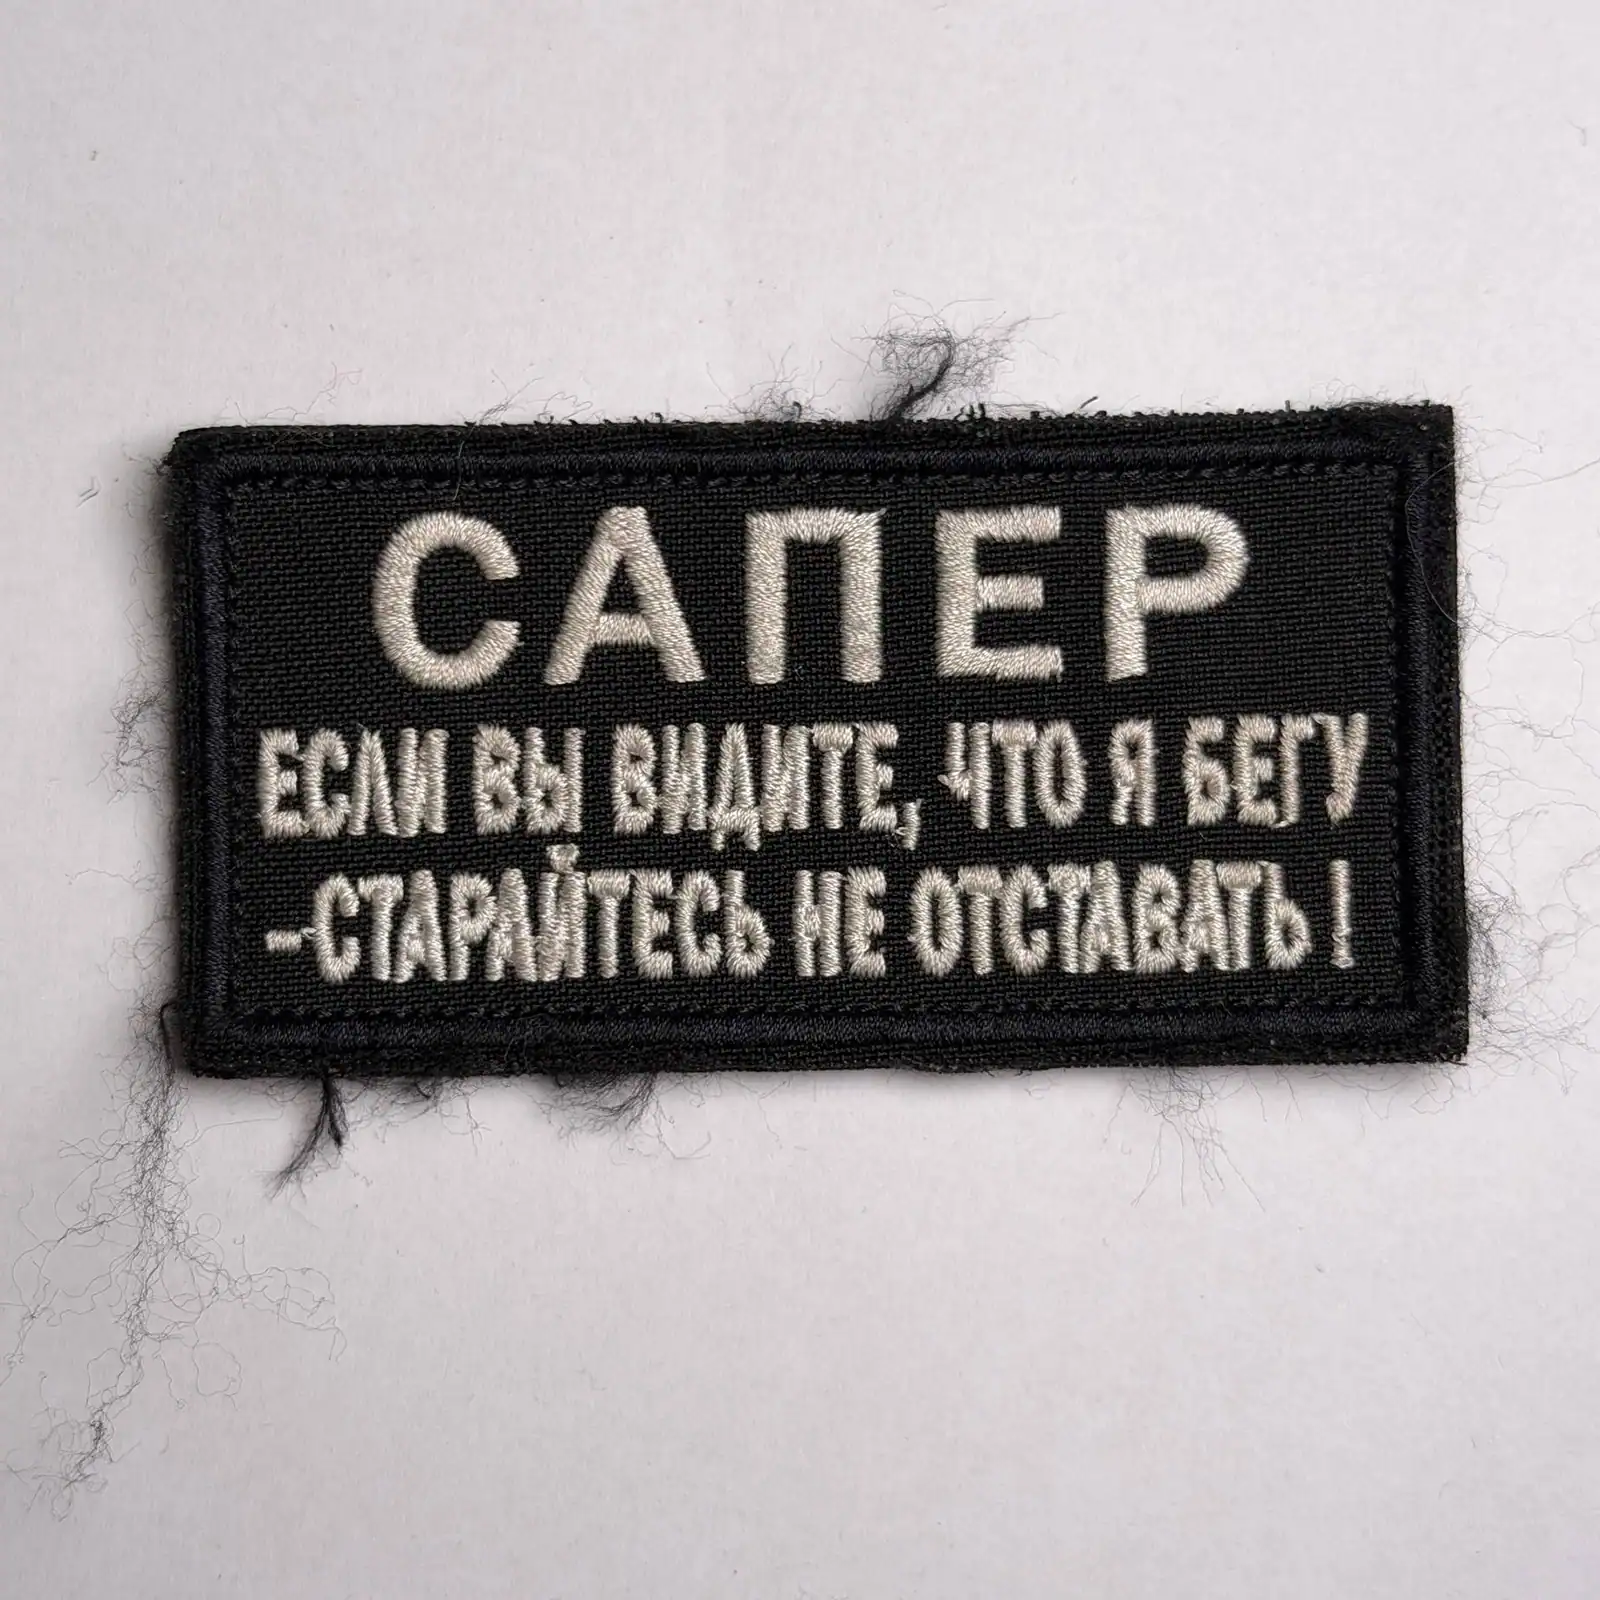 САПЕР
ЕСЛИ ВЫ ВИДИТЕ, ЧТО Я БЕГУ
-СТАРАЙТЕСЬ НЕ ОТСТАВАТЬ !